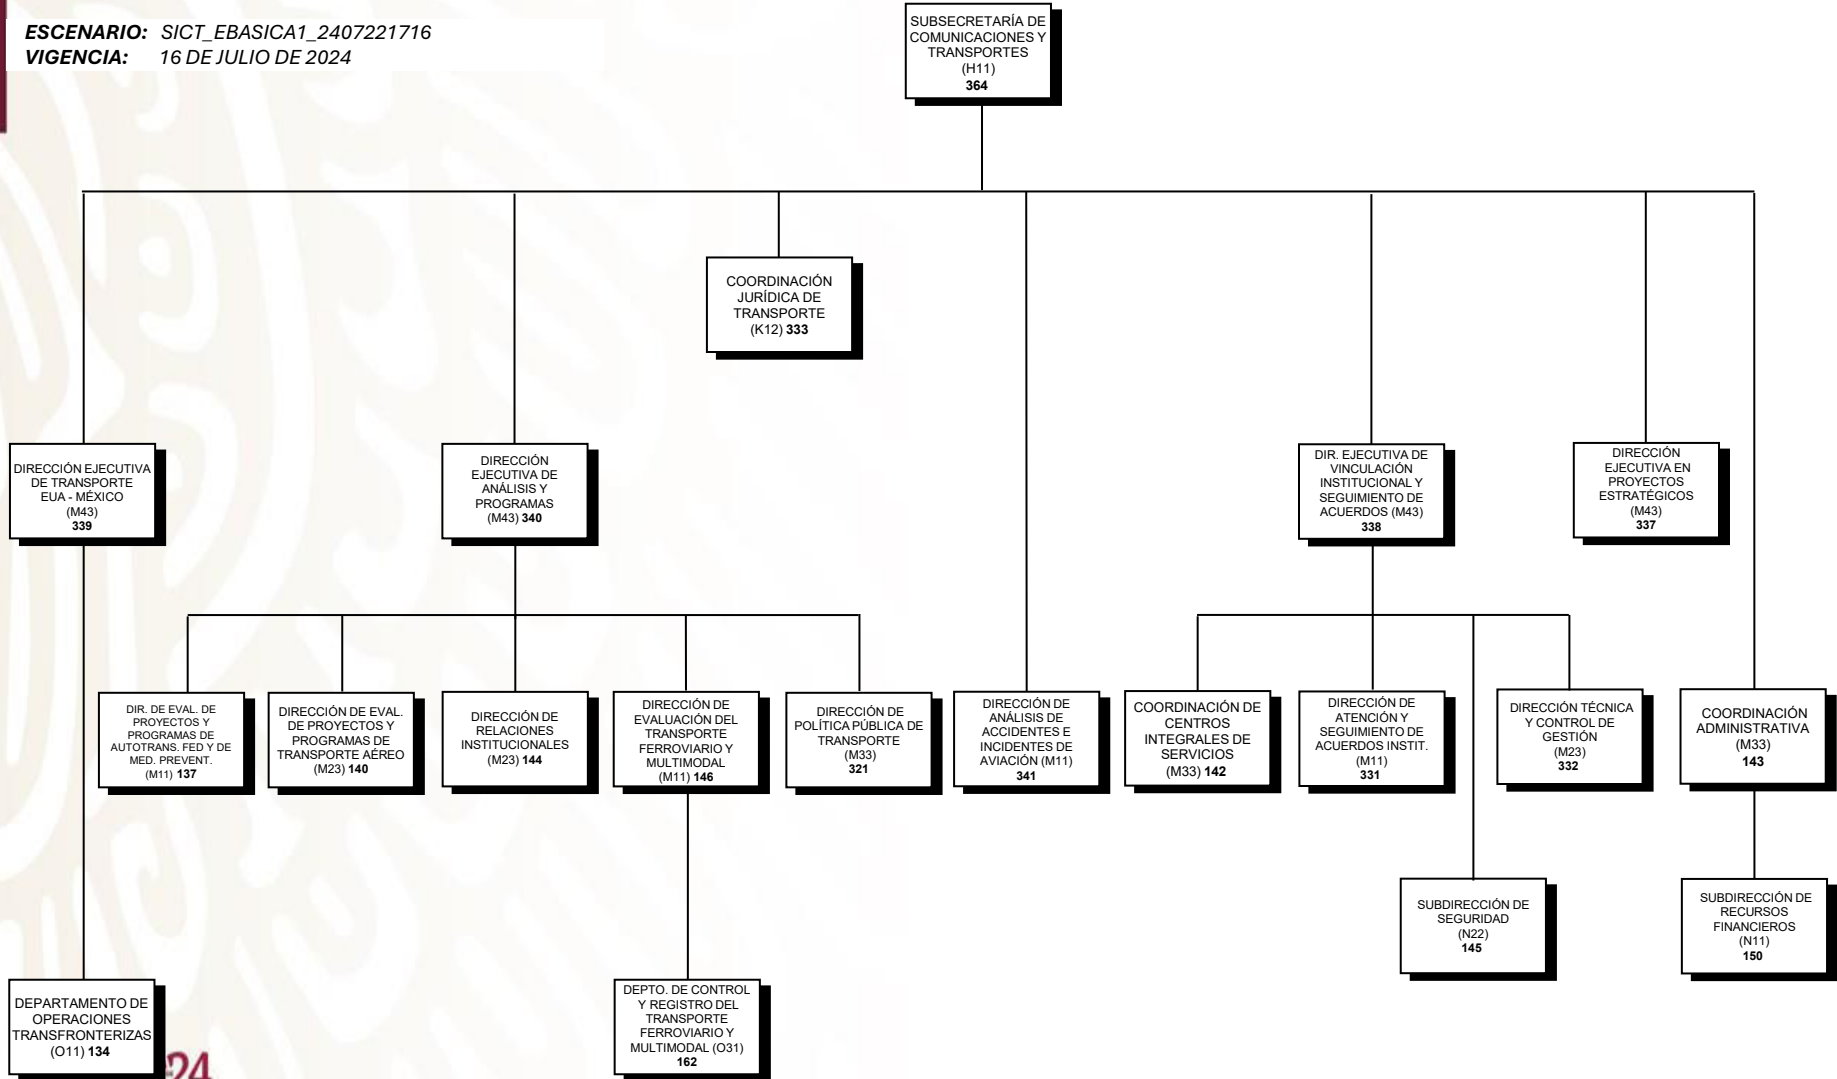 ESCENARIO: SICT_EBASICA1_2407221716
VIGENCIA: 16 DE JULIO DE 2024
SUBSECRETARÍA DE
COMUNICACIONES Y
TRANSPORTES
(H11)
364
COORDINACIÓN
JURÍDICA DE
TRANSPORTE
(K12) 333
DIRECCIÓN EJECUTIVA
DE TRANSPORTE
EUA - MÉXICO
(M43)
339
DIRECCIÓN
EJECUTIVA DE
ANÁLISIS Y
PROGRAMAS
(M43) 340
DIR. EJECUTIVA DE
VINCULACIÓN
INSTITUCIONAL Y
SEGUIMIENTO DE
ACUERDOS (M43)
338
DIRECCIÓN
EJECUTIVA EN
PROYECTOS
ESTRATÉGICOS
(M43)
337
DIR. DE EVAL. DE
PROYECTOS Y
PROGRAMAS DE
AUTOTRANS. FED Y DE
MED. PREVENT.
(M11) 137
DIRECCIÓN DE EVAL.
DE PROYECTOS Y
PROGRAMAS DE
TRANSPORTE AÉREO
(M23) 140
DIRECCIÓN DE
RELACIONES
INSTITUCIONALES
(M23) 144
DIRECCIÓN DE
EVALUACIÓN DEL
TRANSPORTE
FERROVIARIO Y
MULTIMODAL
(M11) 146
DIRECCIÓN DE
POLÍTICA PÚBLICA DE
TRANSPORTE
(M33)
321
DIRECCIÓN DE
ANÁLISIS DE
ACCIDENTES E
INCIDENTES DE
AVIACIÓN (M11)
341
COORDINACIÓN DE
CENTROS
INTEGRALES DE
SERVICIOS
(M33) 142
DIRECCIÓN DE
ATENCIÓN Y
SEGUIMIENTO DE
ACUERDOS INSTIT.
(M11)
331
DIRECCIÓN TÉCNICA
Y CONTROL DE
GESTIÓN
(M23)
332
COORDINACIÓN
ADMINISTRATIVA
(M33)
143
SUBDIRECCIÓN DE
SEGURIDAD
(N22)
145
SUBDIRECCIÓN DE
RECURSOS
FINANCIEROS
(N11)
150
DEPARTAMENTO DE
OPERACIONES
TRANSFRONTERIZAS
(O11) 134
DEPTO. DE CONTROL
Y REGISTRO DEL
TRANSPORTE
FERROVIARIO Y
MULTIMODAL (O31)
162
24